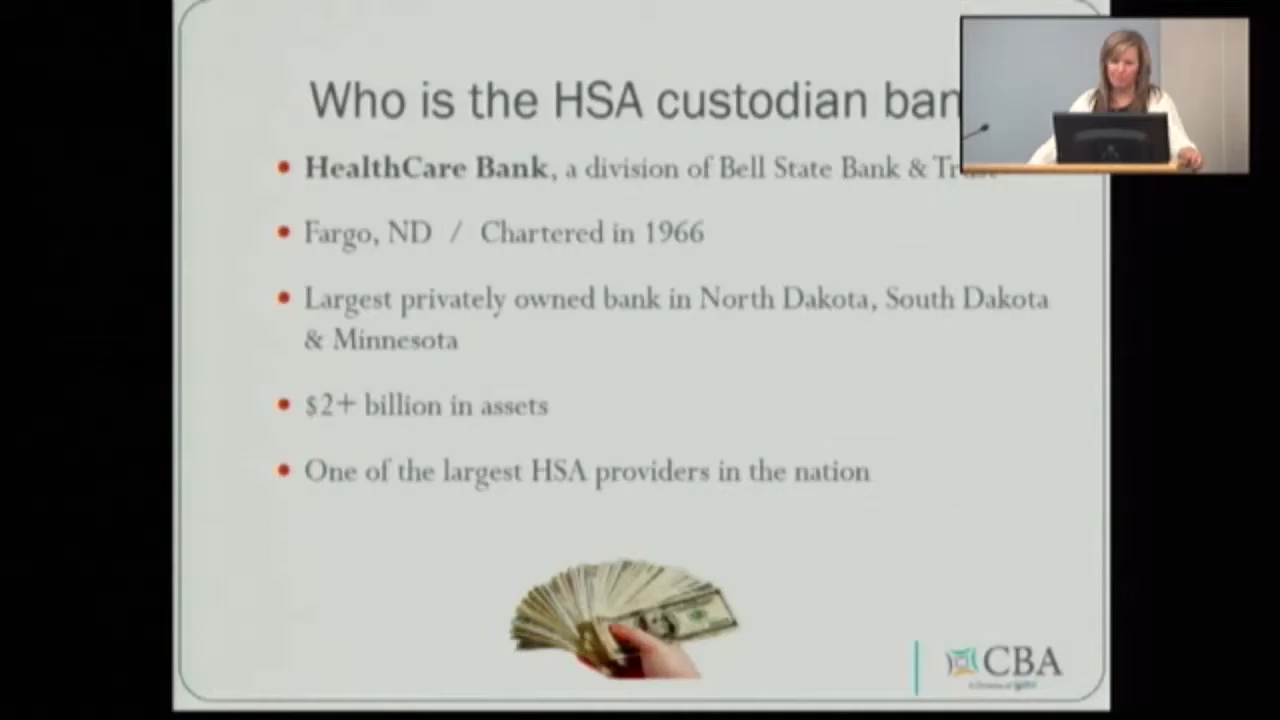 Who is the HSA custodian ban
HealthCare Bank, a division of Bell State Bank & Tr
Fargo, ND / Chartered in 1966
Largest privately owned bank in North Dakota, South Dakota
& Minnesota
$2+ billion in assets
One of the largest HSA providers in the nation
CBA